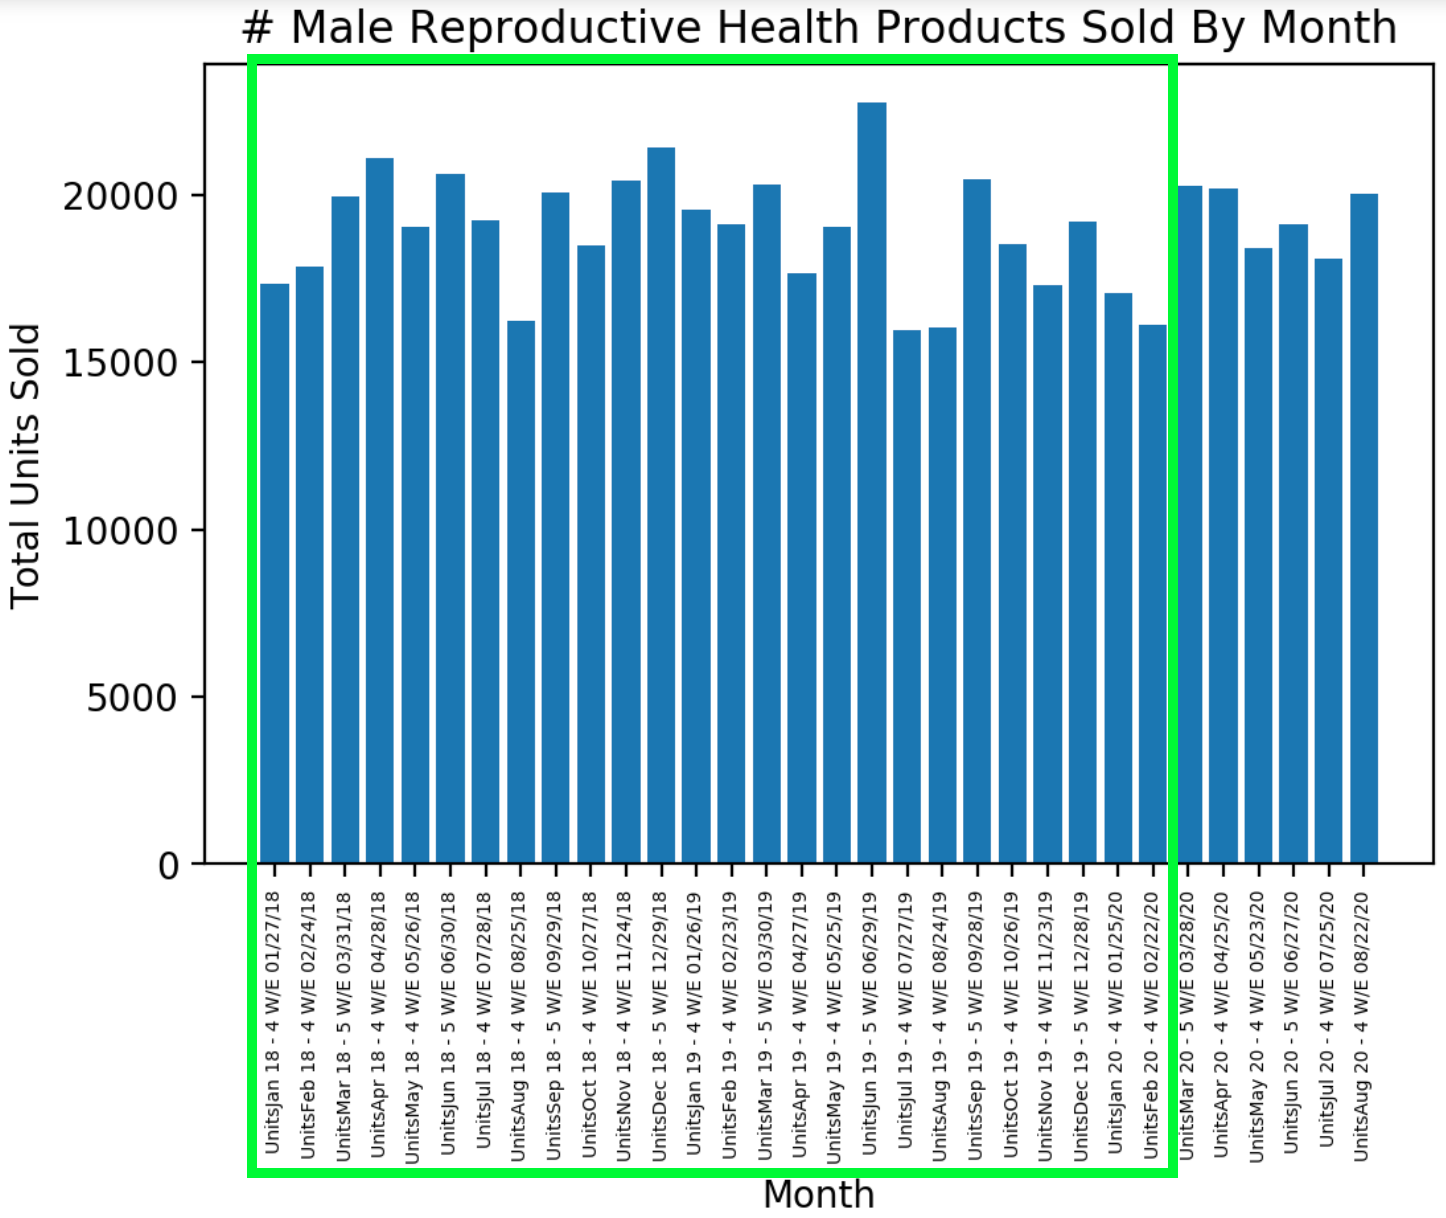 # Male Reproductive Health Products Sold By Month
Total Units Sold
20000
15000
10000
5000
0
UnitsJan 18 - 4 W/E 01/27/18
UnitsFeb 18 - 4 W/E 02/24/18
UnitsMar 18 - 5 W/E 03/31/18
UnitsApr 18 - 4 W/E 04/28/18
UnitsMay 18 - 4 W/E 05/26/18
UnitsJun 18 - 5 W/E 06/30/18
UnitsJul 18 - 4 W/E 07/28/18
UnitsAug 18 - 4 W/E 08/25/18
UnitsSep 18 - 5 W/E 09/29/18
UnitsOct 18 - 4 W/E 10/27/18
UnitsNov 18 - 4 W/E 11/24/18
UnitsDec 18 - 5 W/E 12/29/18
UnitsJan 19 - 4 W/E 01/26/19
UnitsFeb 19 - 4 W/E 02/23/19
UnitsMar 19 - 5 W/E 03/30/19
UnitsApr 19 - 4 W/E 04/27/19
UnitsMay 19 - 4 W/E 05/25/19
UnitsJun 19 - 5 W/E 06/29/19
UnitsJul 19 - 4 W/E 07/27/19
UnitsAug 19 - 4 W/E 08/24/19
UnitsSep 19 - 5 W/E 09/28/19
UnitsOct 19 - 4 W/E 10/26/19
UnitsNov 19 - 4 W/E 11/23/19
UnitsDec 19 - 5 W/E 12/28/19
UnitsJan 20 - 4 W/E 01/25/20
UnitsFeb 20 - 4 W/E 02/22/20
UnitsMar 20 - 5 W/E 03/28/20
UnitsApr 20 - 4 W/E 04/25/20
UnitsMay 20 - 4 W/E 05/23/20
UnitsJun 20 - 5 W/E 06/27/20
UnitsJul 20 - 4 W/E 07/25/20
UnitsAug 20 - 4 W/E 08/22/20
Month